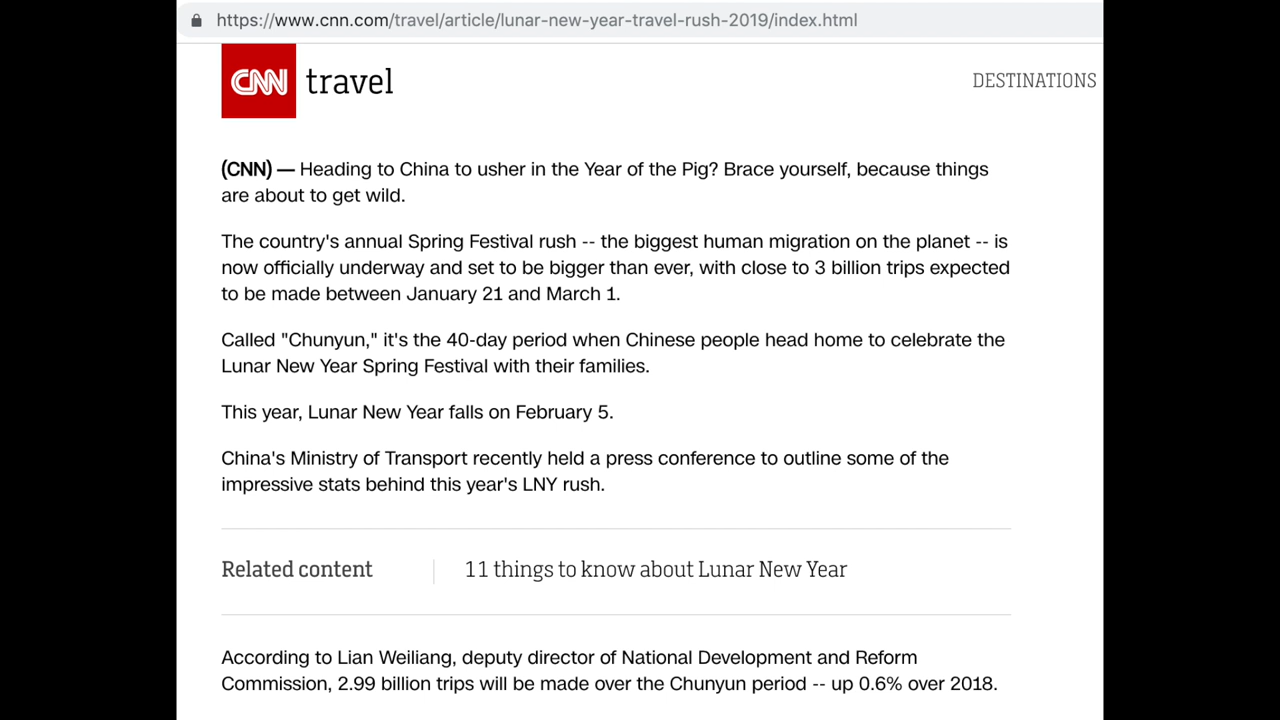 https://www.cnn.com/travel/article/lunar-new-year-travel-rush-2019/index.html
CNN travel
DESTINATIONS
(CNN) — Heading to China to usher in the Year of the Pig? Brace yourself, because things
are about to get wild.
The country's annual Spring Festival rush -- the biggest human migration on the planet -- is
now officially underway and set to be bigger than ever, with close to 3 billion trips expected
to be made between January 21 and March 1.
Called "Chunyun," it's the 40-day period when Chinese people head home to celebrate the
Lunar New Year Spring Festival with their families.
This year, Lunar New Year falls on February 5.
China's Ministry of Transport recently held a press conference to outline some of the
impressive stats behind this year's LNY rush.
Related content
11 things to know about Lunar New Year
According to Lian Weiliang, deputy director of National Development and Reform
Commission, 2.99 billion trips will be made over the Chunyun period -- up 0.6% over 2018.